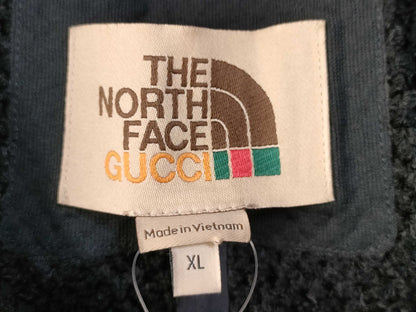 THE
NORTH
FACE
GUCCI
Made in Vietnam
XL